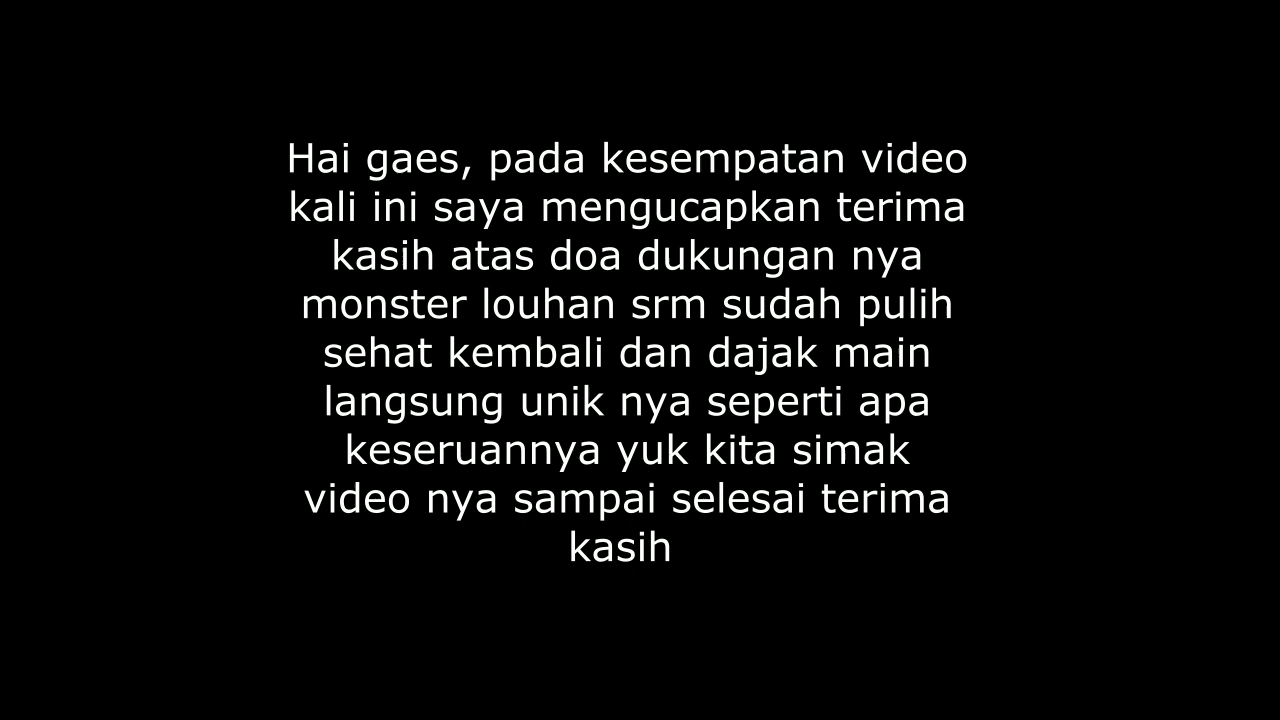 Hai gaes, pada kesempatan video
kali ini saya mengucapkan terima
kasih atas doa dukungan nya
monster louhan srm sudah pulih
sehat kembali dan dajak main
langsung unik nya seperti apa
keseruannya yuk kita simak
video nya sampai selesai terima
kasih